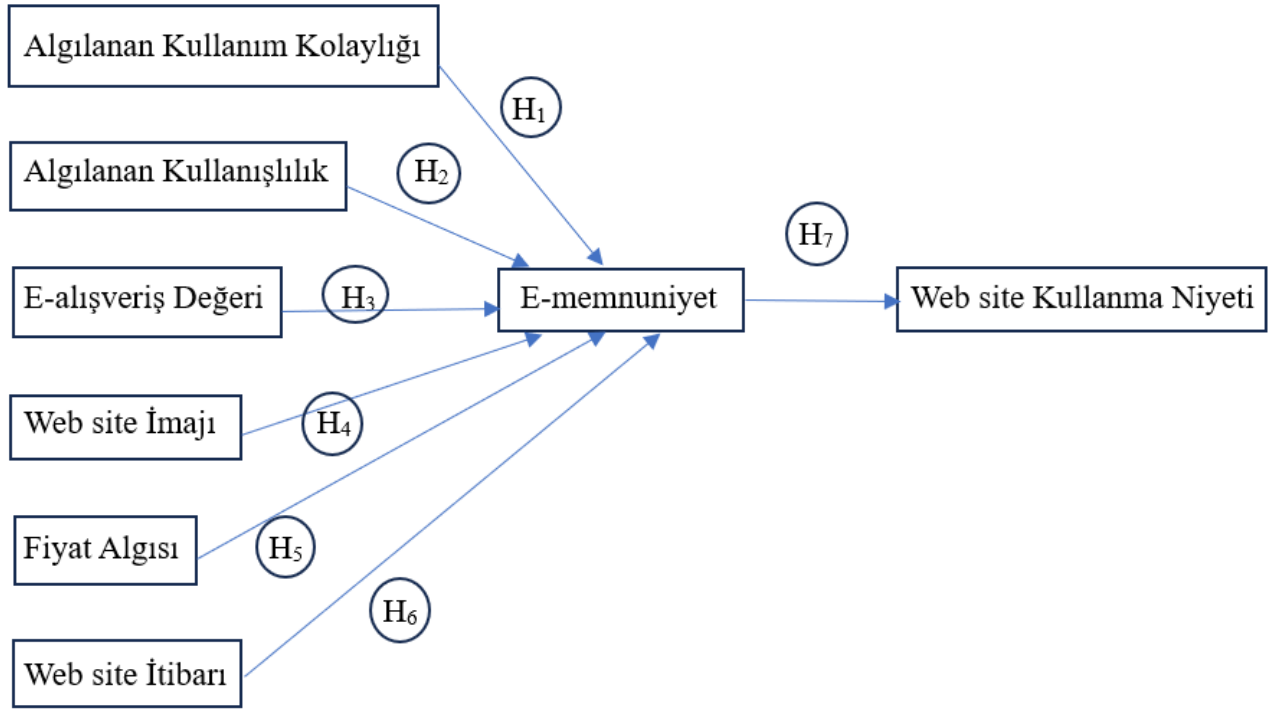 Algılanan Kullanım Kolaylığı
H₁
Algılanan Kullanışlılık
H₂
H₇
E-alışveriş Değeri
H₃
E-memnuniyet
Web site Kullanma Niyeti
Web site İmajı
H₄
Fiyat Algısı
H₅
H₆
Web site İtibarı